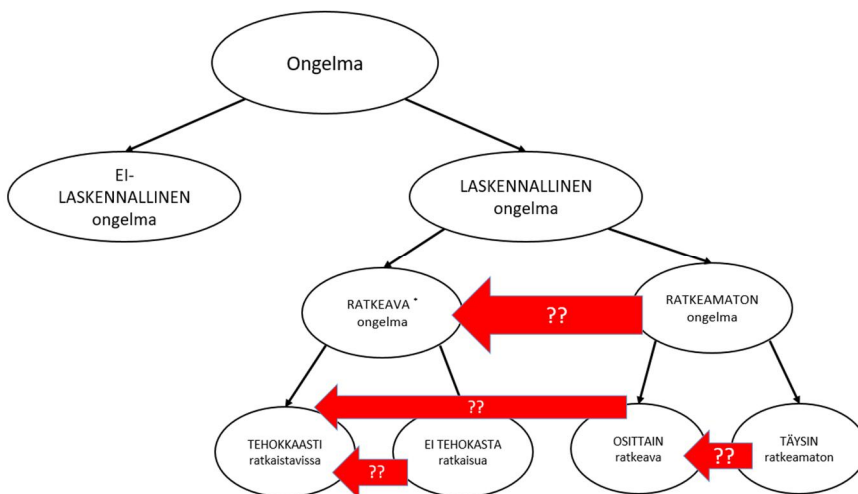 Ongelma
EI-
LASKENNALLINEN
ongelma
LASKENNALLINEN
ongelma
RATKEAVA *
ongelma
??
RATKEAMATON
ongelma
??
TEHOKKAASTI
ratkaistavissa
??
EI TEHOKASTA
ratkaisua
OSITTAIN
ratkeava
??
TÄYSIN
ratkeamaton